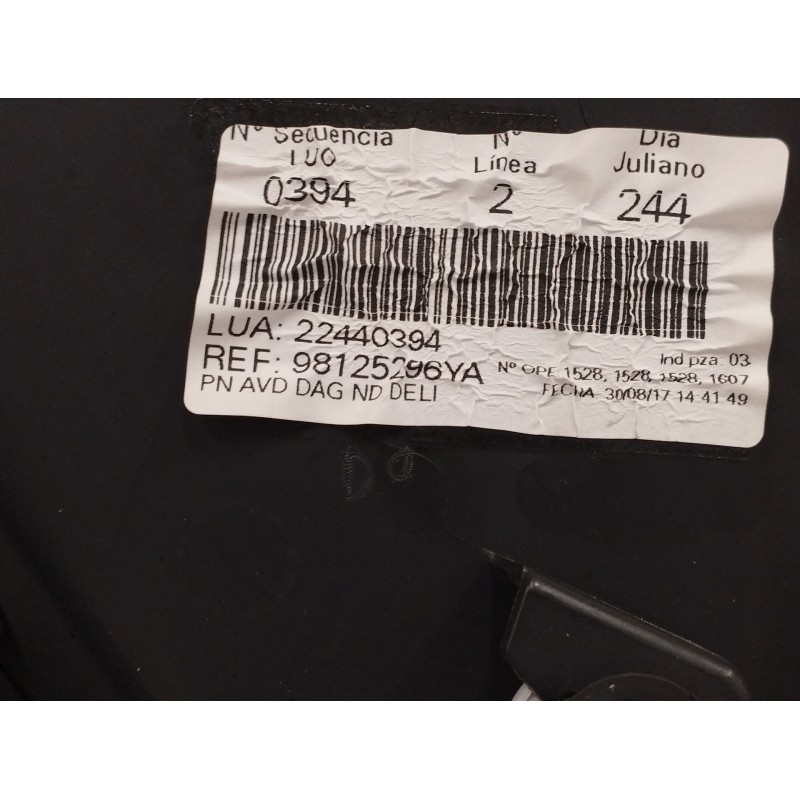 Nº Secuencia Nº Dia
LUO Línea Juliano
0394 2 244
LUA: 22440394
REF: 98125296YA
PN AVD DAG ND DELI
Ind pza: 03
Nº OPE 1528, 1528, 1528, 1607
FECHA 30/08/17 14:41:49